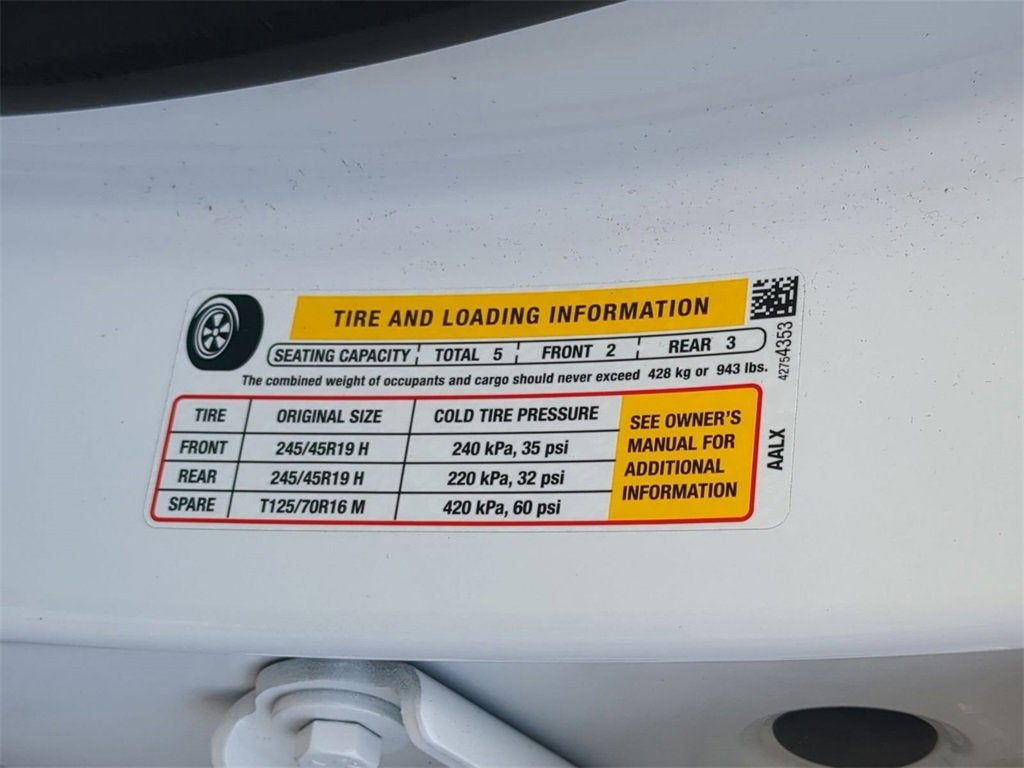 TIRE AND LOADING INFORMATION
SEATING CAPACITY TOTAL 5 FRONT 2 REAR 3
The combined weight of occupants and cargo should never exceed 428 kg or 943 lbs.
TIRE ORIGINAL SIZE COLD TIRE PRESSURE
FRONT 245/45R19 H 240 kPa, 35 psi
REAR 245/45R19 H 220 kPa, 32 psi
SPARE T125/70R16 M 420 kPa, 60 psi
SEE OWNER'S
MANUAL FOR
ADDITIONAL
INFORMATION
42754353
AALX